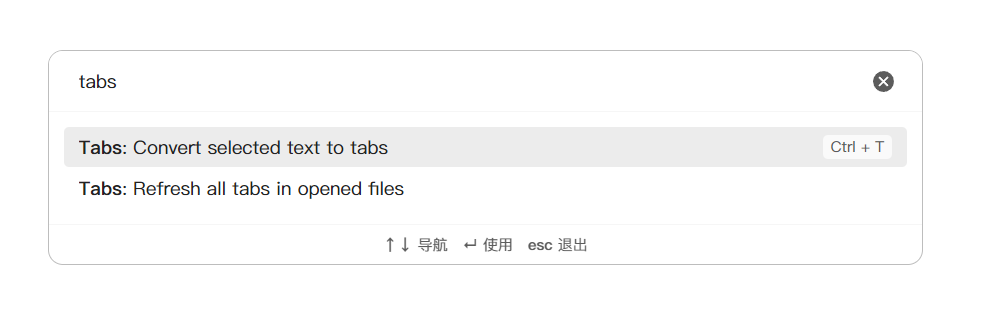 tabs
Tabs: Convert selected text to tabs Ctrl + T
Tabs: Refresh all tabs in opened files
↑↓ 导航 ↵ 使用 esc 退出